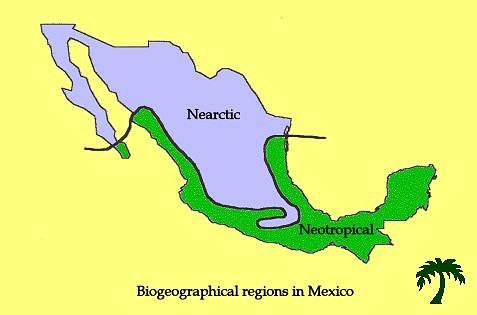 Nearctic
Neotropical
Biogeographical regions in Mexico